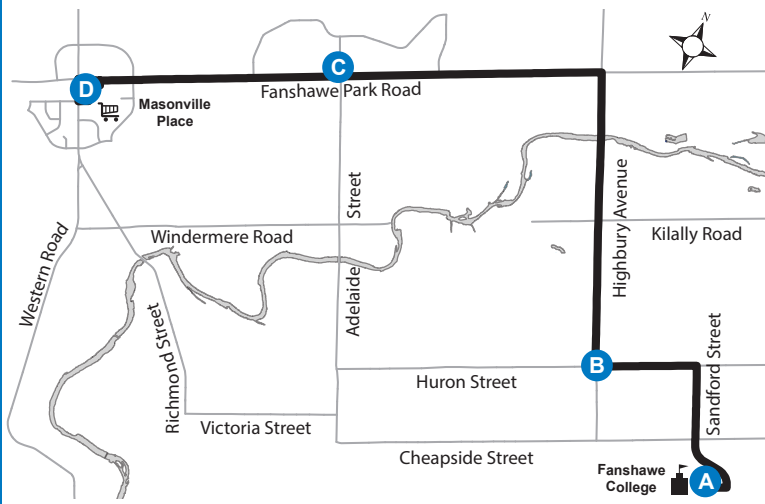 N
C
D
Fanshawe Park Road
Masonville
Place
Adelaide Street
Highbury Avenue
Windermere Road
Kilally Road
Western Road
Richmond Street
Sandford Street
B
Huron Street
Victoria Street
Cheapside Street
Fanshawe
College
A